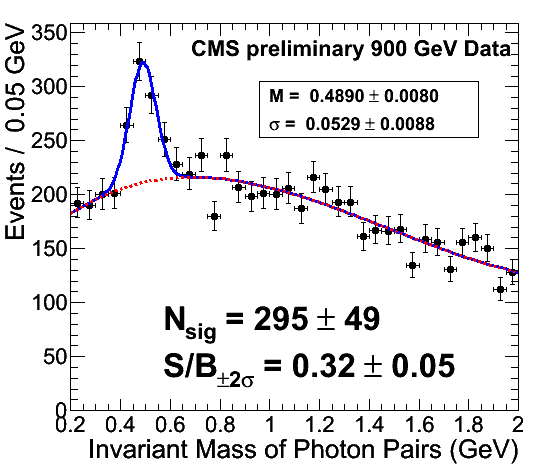 CMS preliminary 900 GeV Data
M = 0.4890 ± 0.0080
σ = 0.0529 ± 0.0088
Events / 0.05 GeV
350
300
250
200
150
100
50
0
N_sig = 295 ± 49
S/B_±2σ = 0.32 ± 0.05
0.2 0.4 0.6 0.8 1 1.2 1.4 1.6 1.8 2
Invariant Mass of Photon Pairs (GeV)